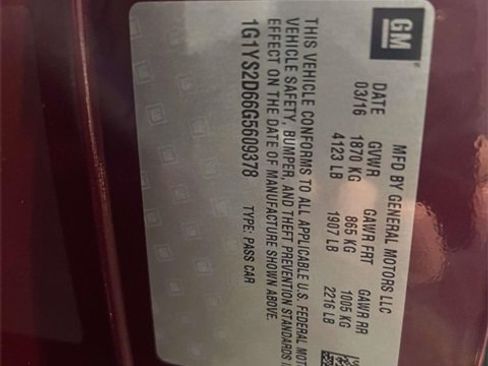 GM
MFD BY GENERAL MOTORS LLC
DATE GVWR GAWR FRT GAWR RR
03/16 1870 KG 865 KG 1005 KG
4123 LB 1907 LB 2216 LB
THIS VEHICLE CONFORMS TO ALL APPLICABLE U.S. FEDERAL MOT
VEHICLE SAFETY, BUMPER, AND THEFT PREVENTION STANDARDS I
EFFECT ON THE DATE OF MANUFACTURE SHOWN ABOVE.
1G1YS2D66G5609378 TYPE: PASS CAR